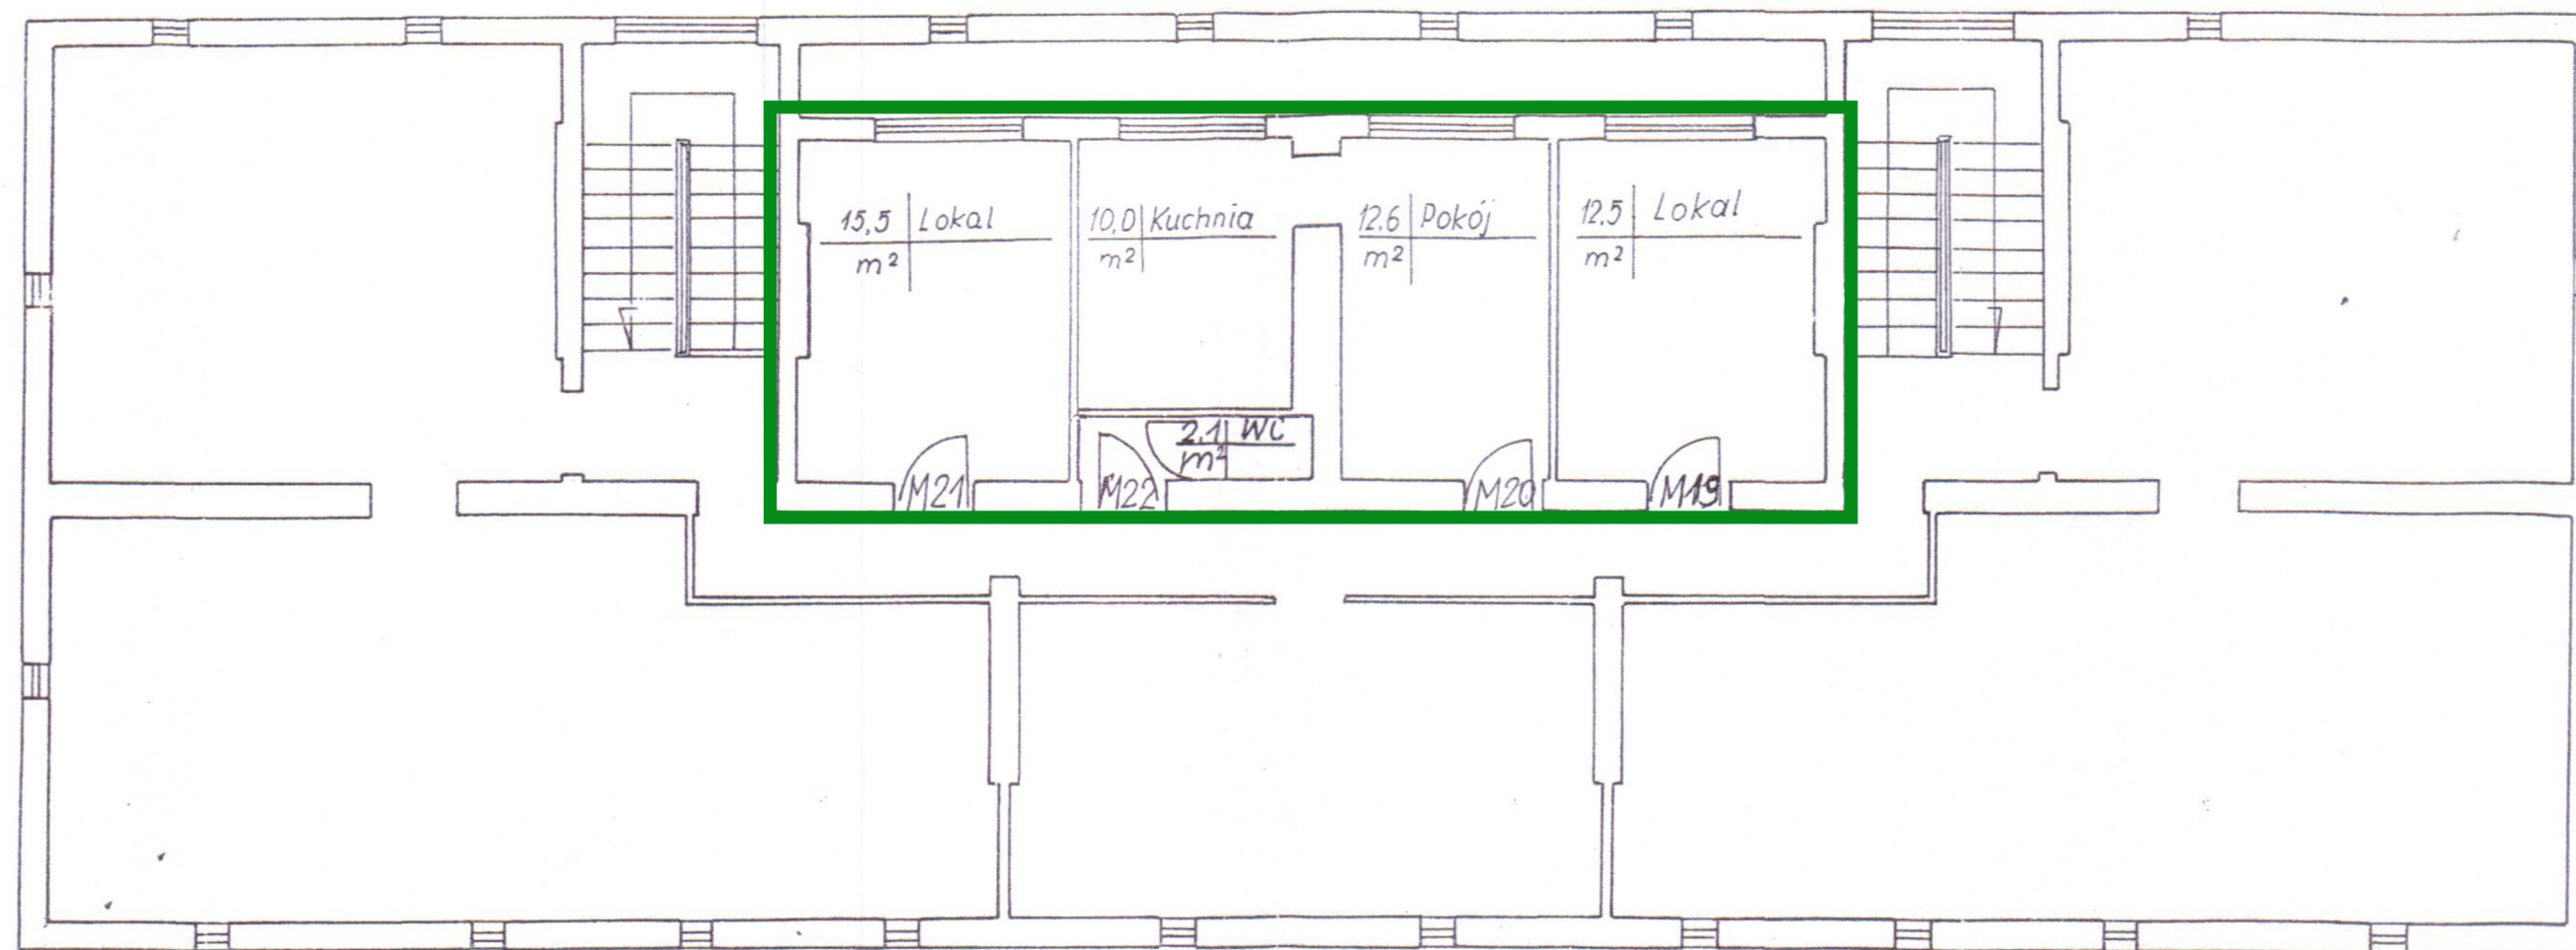 15,5 Lokal
m²
10,0 Kuchnia
m²
12.6 Pokój
m²
12.5 Lokal
m²
2.1 WC
m²
M21
M22
M20
M19